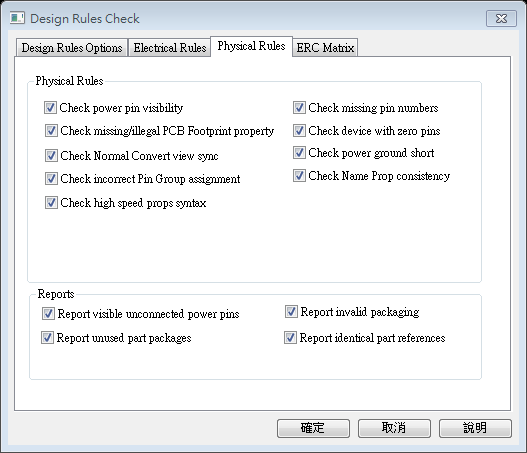 Design Rules Check
Design Rules Options Electrical Rules Physical Rules ERC Matrix
Physical Rules
Check power pin visibility
Check missing/illegal PCB Footprint property
Check Normal Convert view sync
Check incorrect Pin Group assignment
Check high speed props syntax
Check missing pin numbers
Check device with zero pins
Check power ground short
Check Name Prop consistency
Reports
Report visible unconnected power pins
Report unused part packages
Report invalid packaging
Report identical part references
確定 取消 說明